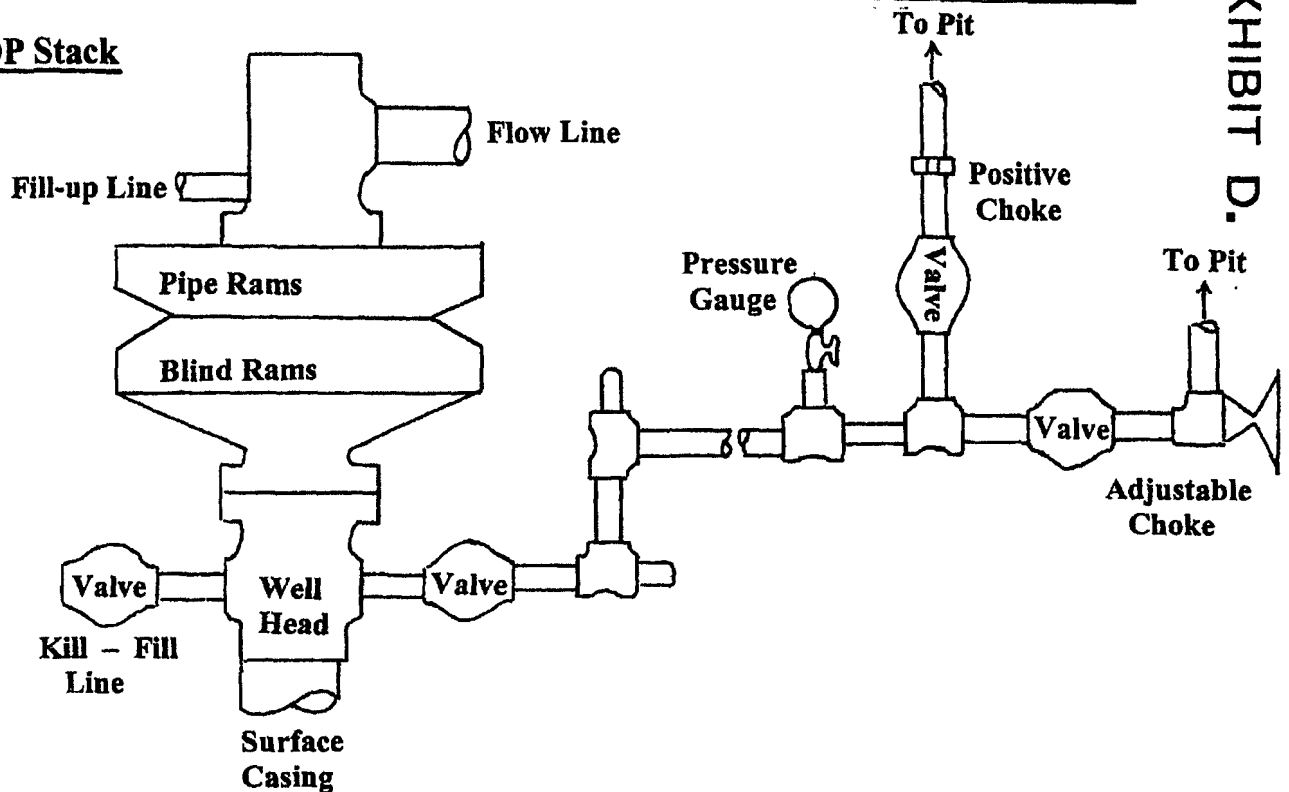 P Stack
To Pit
XHIBIT D.
Flow Line
Fill-up Line
Positive
Choke
Pipe Rams
Pressure
Gauge
Valve
To Pit
Blind Rams
Valve
Adjustable
Choke
Valve
Well
Head
Valve
Kill – Fill
Line
Surface
Casing